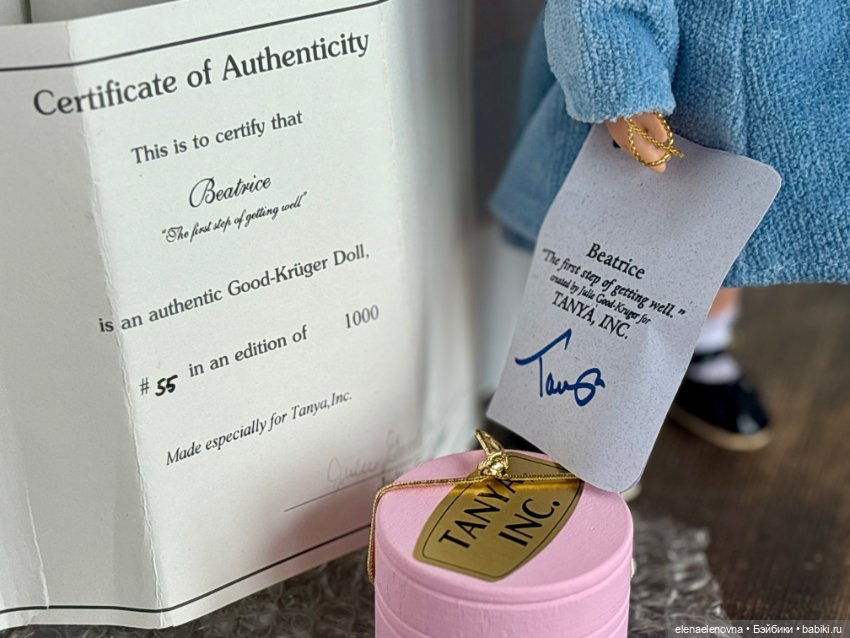 Certificate of Authenticity
This is to certify that
Beatrice
"The first step of getting well"
is an authentic Good-Krüger Doll,
# 55 in an edition of 1000
Made especially for Tanya,Inc.
Julie
Beatrice
"The first step of getting well."
created by Julie Good-Kruger for
TANYA, INC.
Tanya
TANYA
INC.
elenaelenovna • Бэйбики • babiki.ru